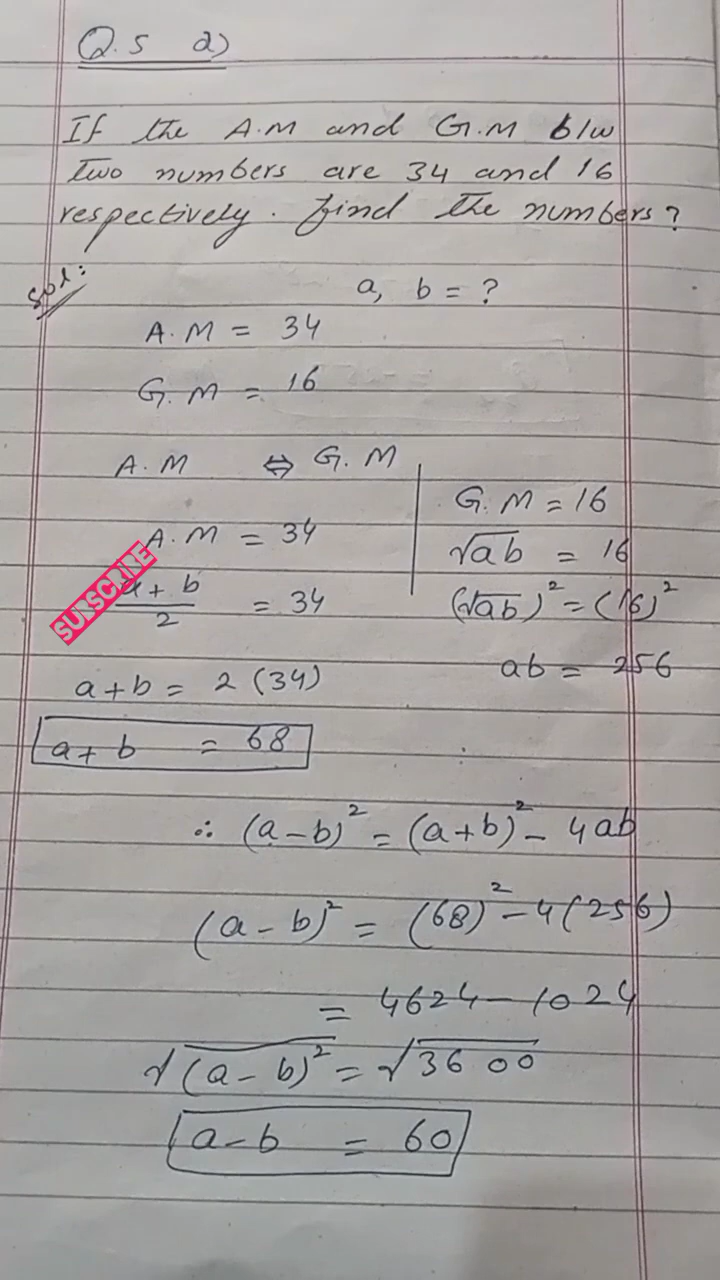 Q.5 d)
If the A.M and G.M b/w
two numbers are 34 and 16
respectively. find the numbers?
Sol:
a, b = ?
A.M = 34
G.M = 16
A.M ⇔ G.M
A.M = 34
a + b / 2 = 34
a+b = 2 (34)
a+b = 68
G.M = 16
√ab = 16
(√ab)² = (16)²
ab = 256
SUBSCRIBE
∴ (a-b)² = (a+b)² - 4ab
(a-b)² = (68)² - 4(256)
= 4624 - 1024
√(a-b)² = √3600
a-b = 60